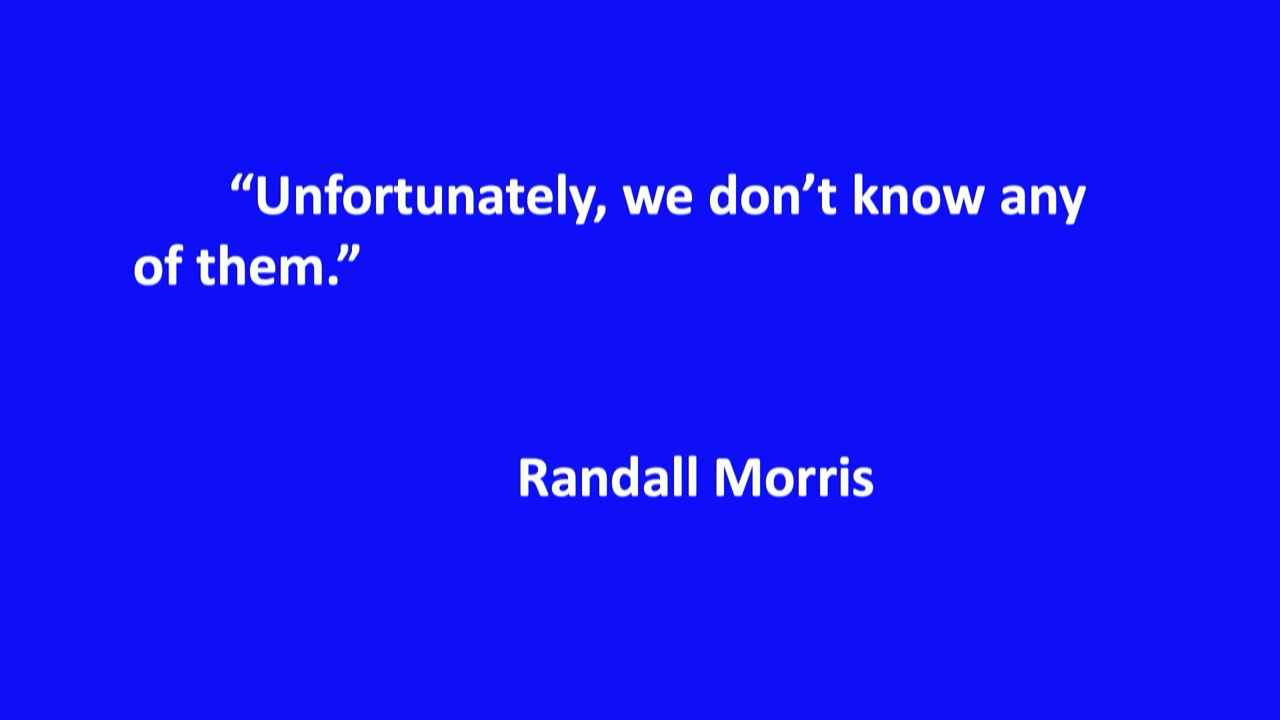 “Unfortunately, we don’t know any
of them.”
Randall Morris